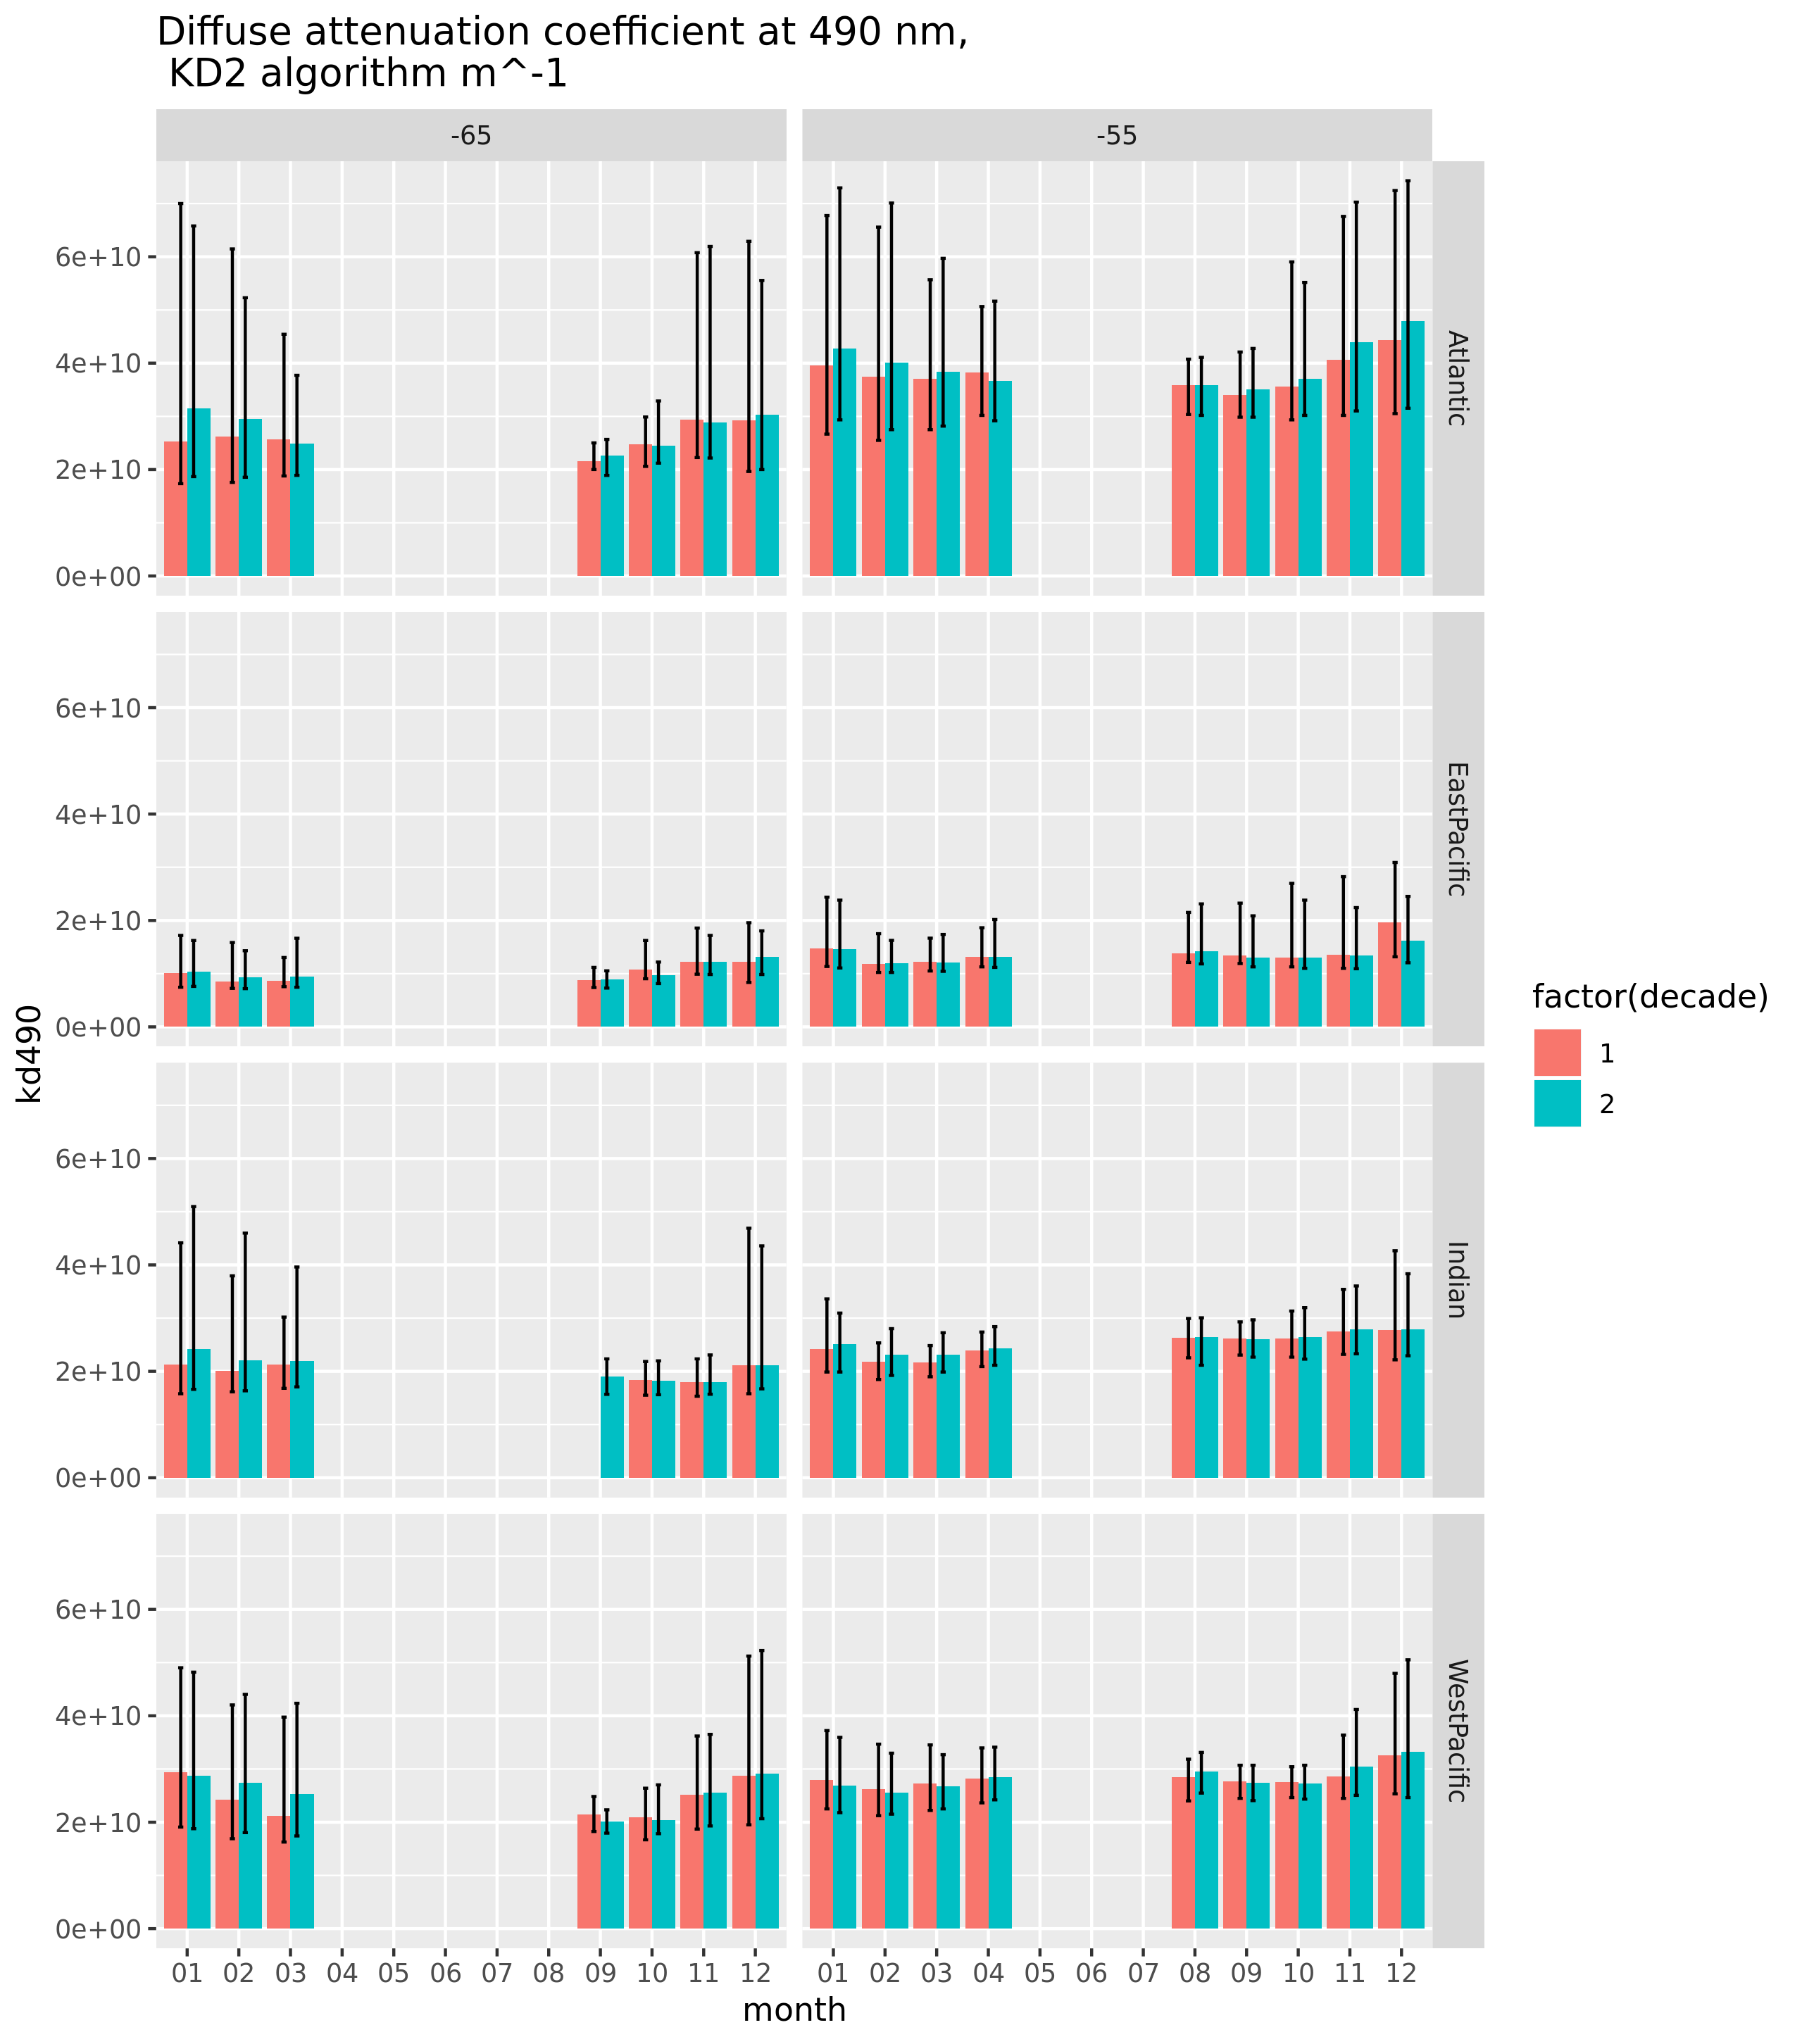 Diffuse attenuation coefficient at 490 nm,
KD2 algorithm m^-1
-65
-55
6e+10
4e+10
2e+10
0e+00
Atlantic
6e+10
4e+10
2e+10
0e+00
EastPacific
6e+10
4e+10
2e+10
0e+00
Indian
6e+10
4e+10
2e+10
0e+00
WestPacific
kd490
01 02 03 04 05 06 07 08 09 10 11 12
01 02 03 04 05 06 07 08 09 10 11 12
month
factor(decade)
1
2